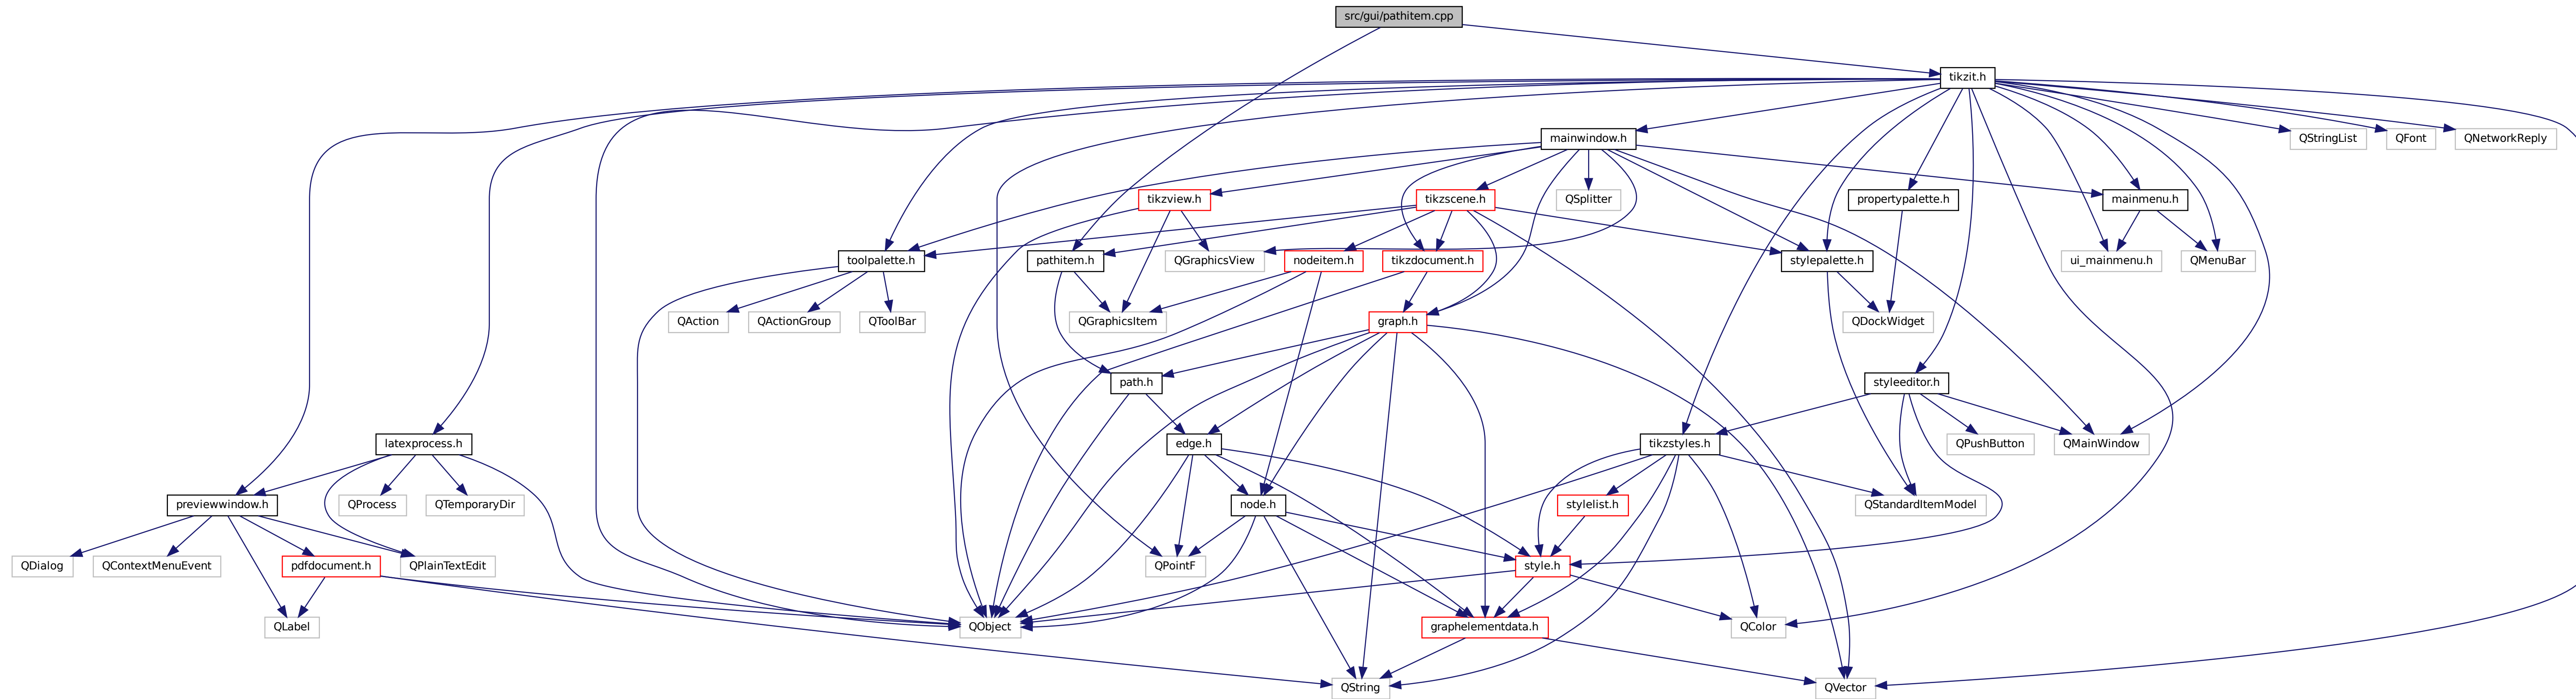 src/gui/pathitem.cpp
tikzit.h
mainwindow.h
QStringList
QFont
QNetworkReply
tikzview.h
tikzscene.h
QSplitter
propertypalette.h
mainmenu.h
toolpalette.h
pathitem.h
QGraphicsView
nodeitem.h
tikzdocument.h
stylepalette.h
ui_mainmenu.h
QMenuBar
QAction
QActionGroup
QToolBar
QGraphicsItem
graph.h
QDockWidget
path.h
styleeditor.h
latexprocess.h
edge.h
tikzstyles.h
QPushButton
QMainWindow
previewwindow.h
QProcess
QTemporaryDir
node.h
stylelist.h
QStandardItemModel
QDialog
QContextMenuEvent
pdfdocument.h
QPlainTextEdit
QPointF
style.h
QLabel
QObject
graphelementdata.h
QColor
QString
QVector